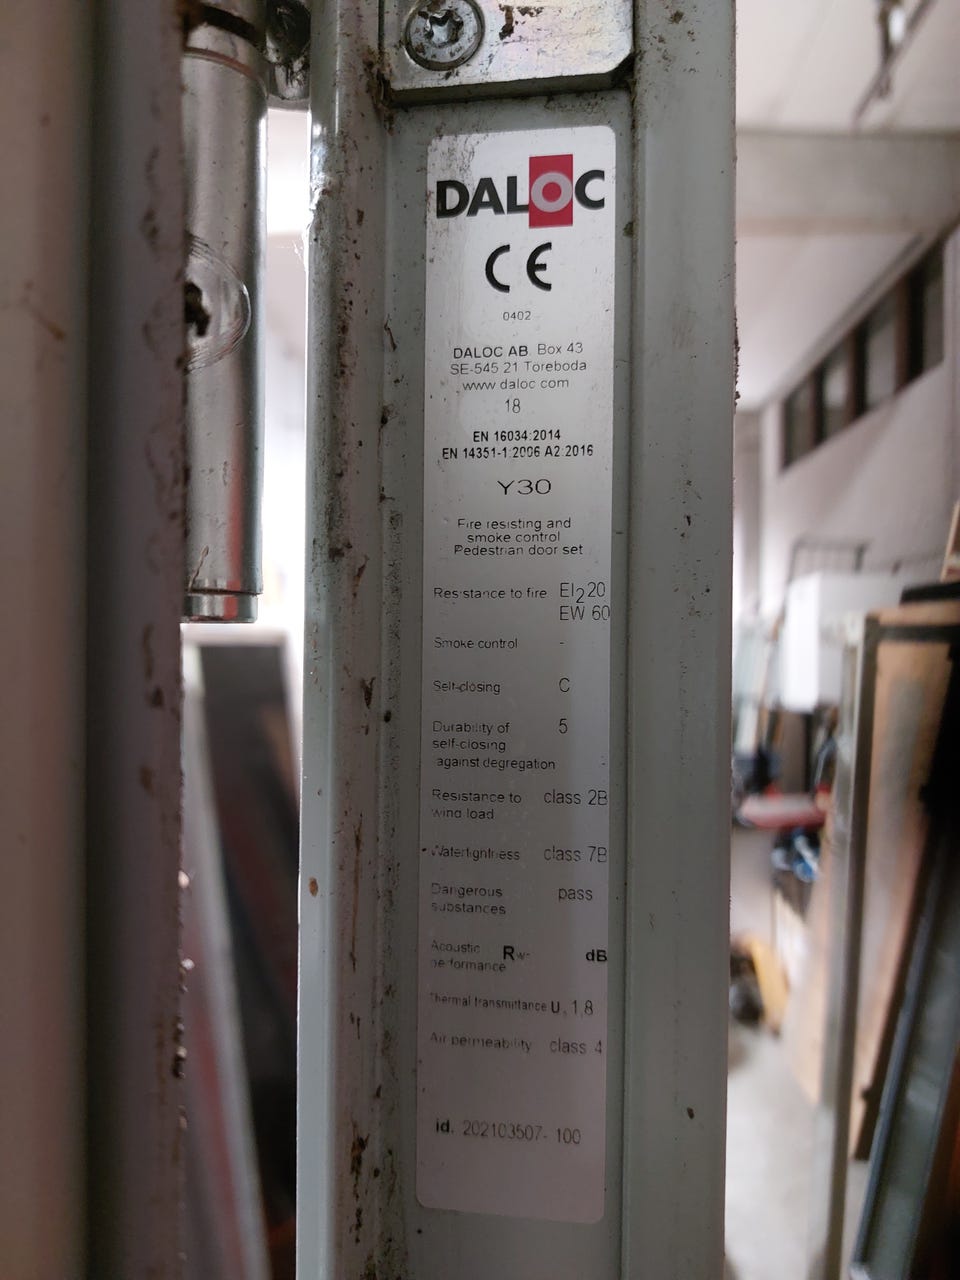 DALOC
CE
0402
DALOC AB. Box 43
SE-545 21 Toreboda
www daloc com
18
EN 16034:2014
EN 14351-1:2006 A2:2016
Y30
Fire resisting and
smoke control
Pedestrian door set
Resistance to fire EI2 20
EW 60
Smoke control -
Self-closing C
Durability of 5
self-closing
against degregation
Resistance to class 2B
wind load
Watertightness class 7B
Dangerous pass
substances
Acoustic Rw- dB
performance
Thermal transmittance U 1,8
Air permeability class 4
id. 202103507- 100